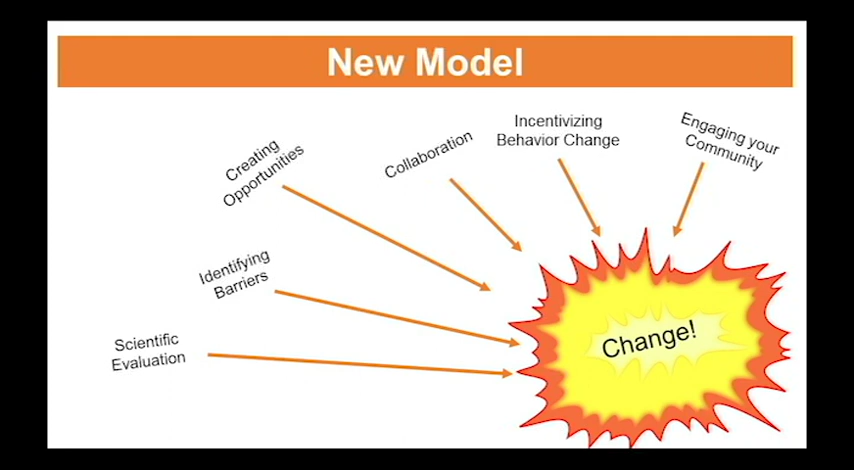 New Model
Creating
Opportunities
Collaboration
Incentivizing
Behavior Change
Engaging your
Community
Identifying
Barriers
Scientific
Evaluation
Change!